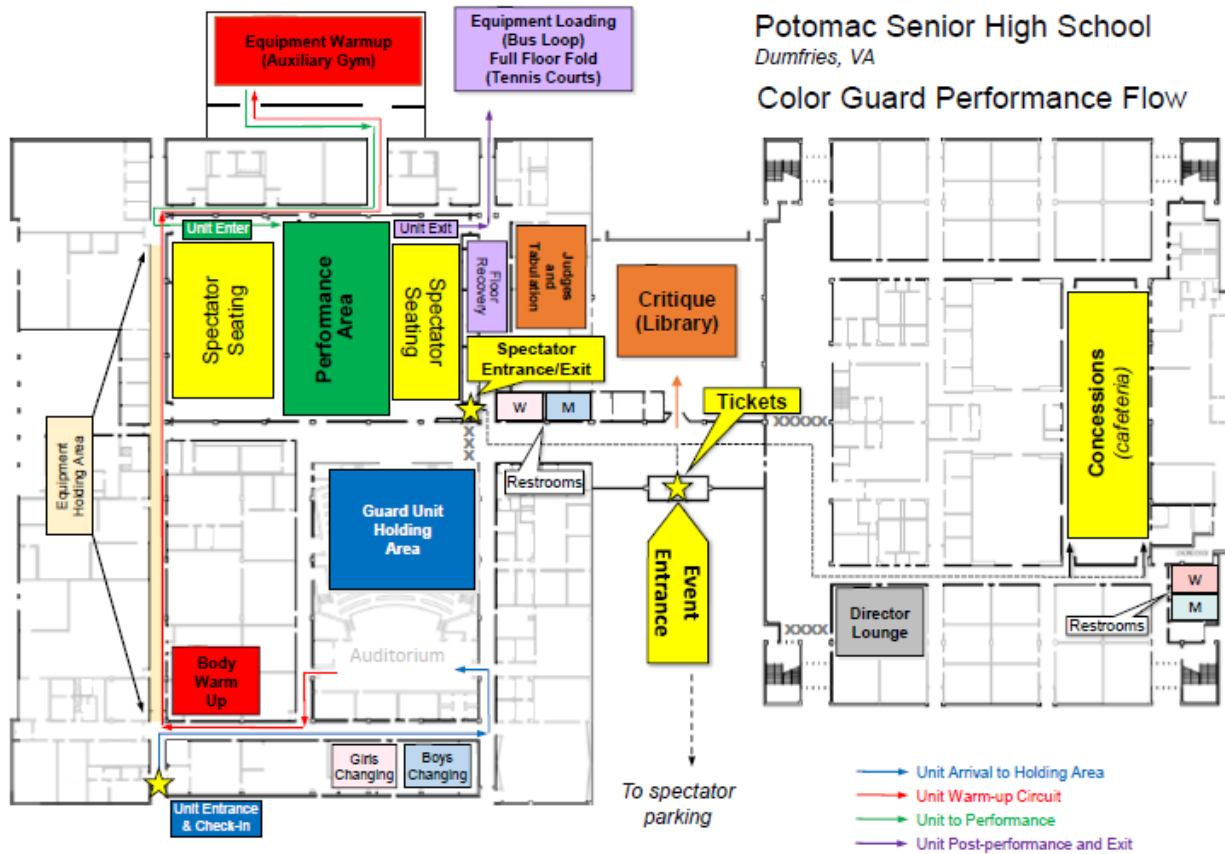 Potomac Senior High School
Dumfries, VA
Color Guard Performance Flow
Equipment Warmup
(Auxiliary Gym)
Equipment Loading
(Bus Loop)
Full Floor Fold
(Tennis Courts)
Unit Enter
Unit Exit
Spectator
Seating
Performance
Area
Spectator
Seating
Floor
Recovery
Judges
and
Tabulation
Critique
(Library)
Spectator
Entrance/Exit
Tickets
W
M
XXX
XXXXX
Restrooms
Concessions
(cafeteria)
Equipment
Holding Area
Guard Unit
Holding
Area
Event
Entrance
Auditorium
Body
Warm
Up
Director
Lounge
XXXX
Restrooms
W
M
Girls
Changing
Boys
Changing
Unit Entrance
& Check-In
To spectator
parking
Unit Arrival to Holding Area
Unit Warm-up Circuit
Unit to Performance
Unit Post-performance and Exit